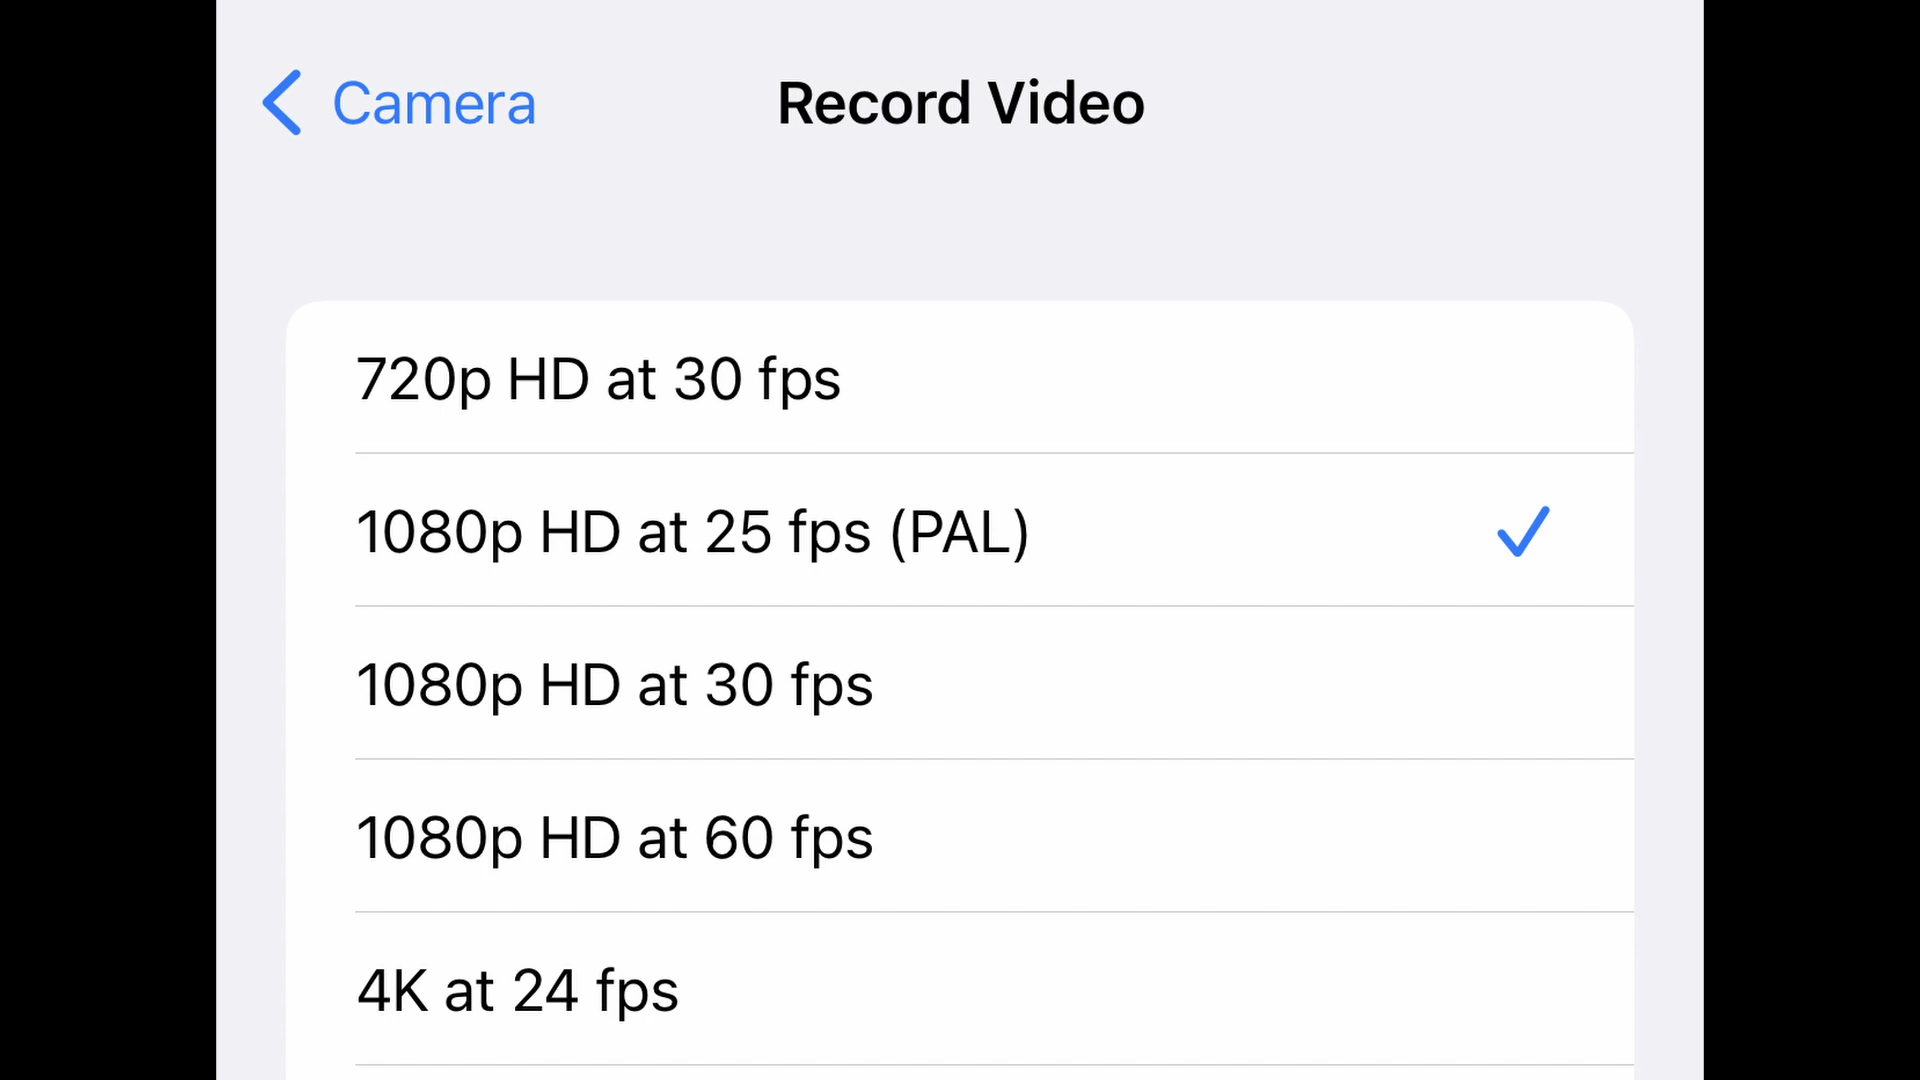 Camera
Record Video
720p HD at 30 fps
1080p HD at 25 fps (PAL)
1080p HD at 30 fps
1080p HD at 60 fps
4K at 24 fps